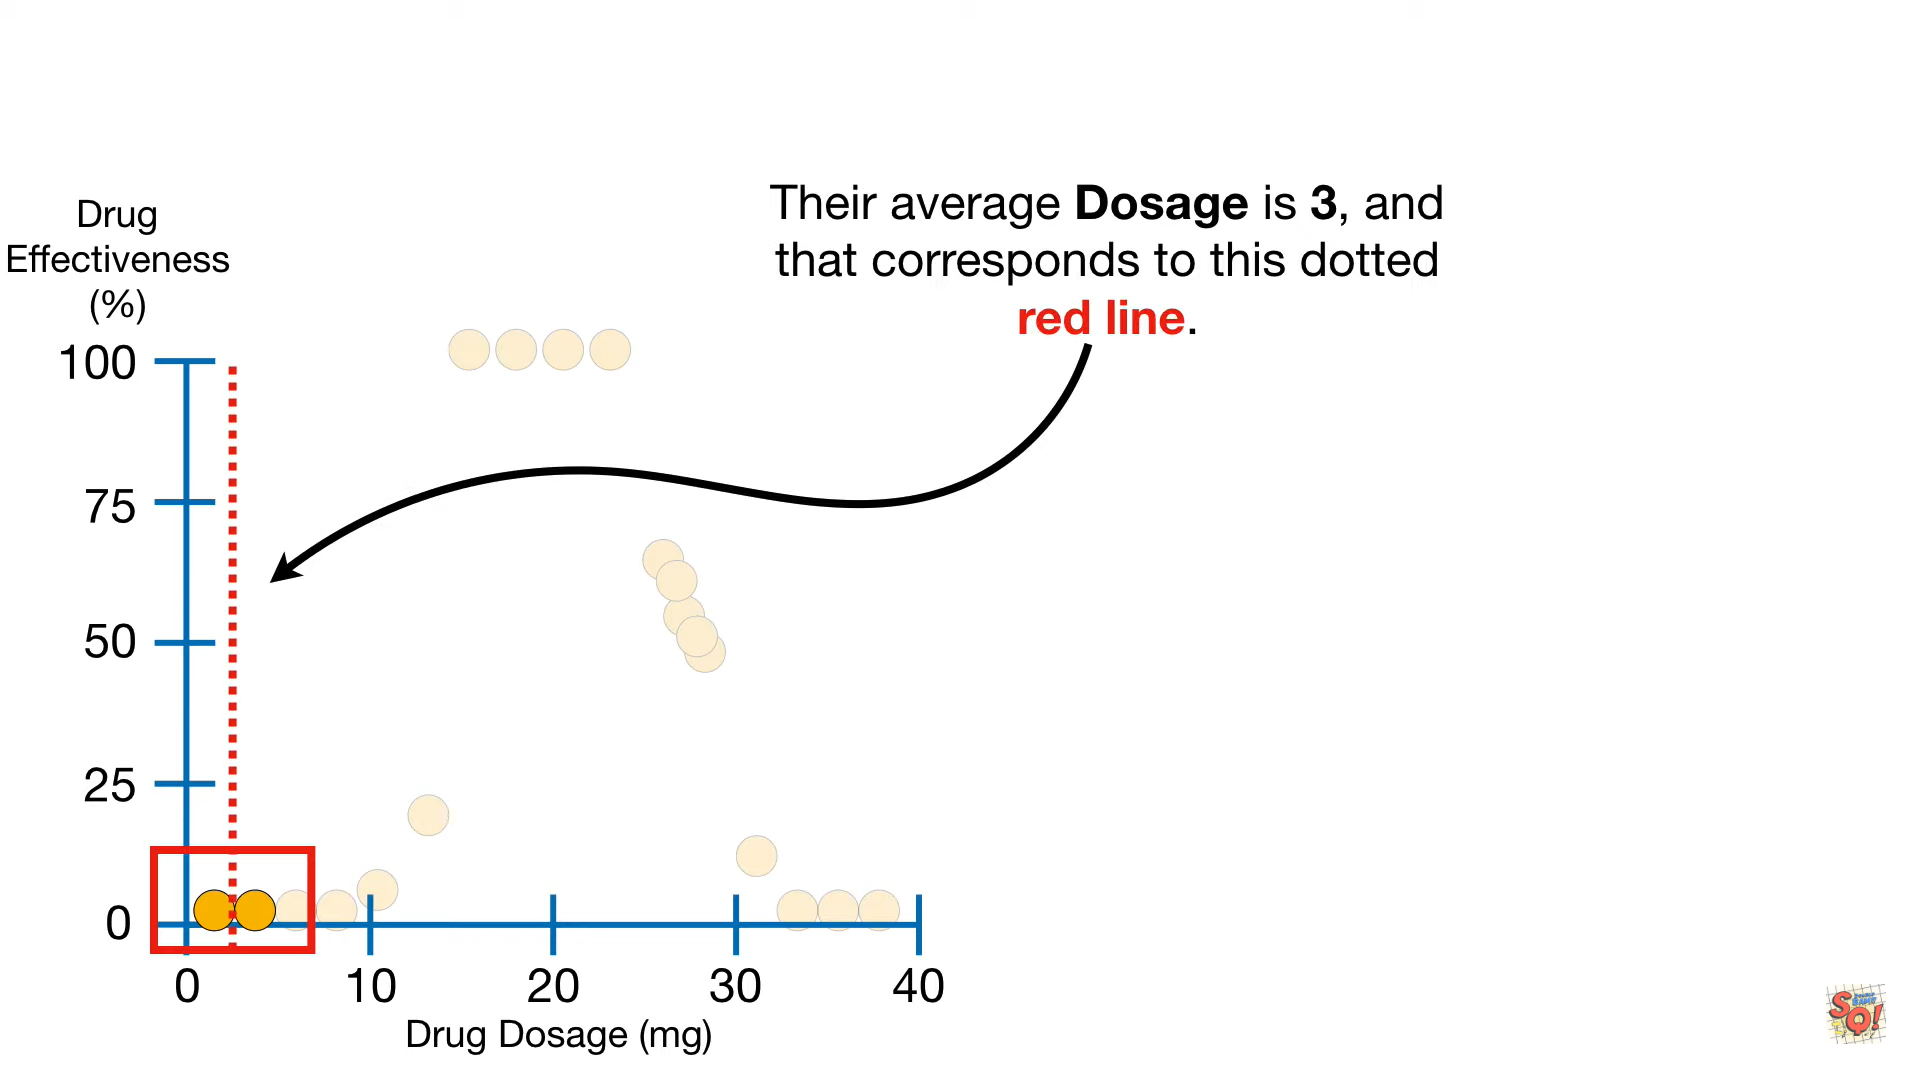 Their average Dosage is 3, and
that corresponds to this dotted
red line.
Drug
Effectiveness
(%)
100
75
50
25
0
0 10 20 30 40
Drug Dosage (mg)
SQ!